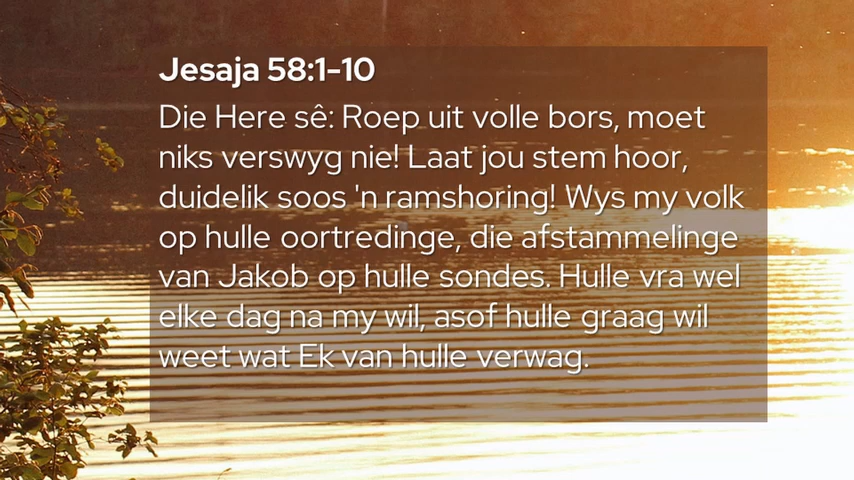 Jesaja 58:1-10
Die Here sê: Roep uit volle bors, moet
niks verswyg nie! Laat jou stem hoor,
duidelik soos 'n ramshoring! Wys my volk
op hulle oortredinge, die afstammelinge
van Jakob op hulle sondes. Hulle vra wel
elke dag na my wil, asof hulle graag wil
weet wat Ek van hulle verwag.